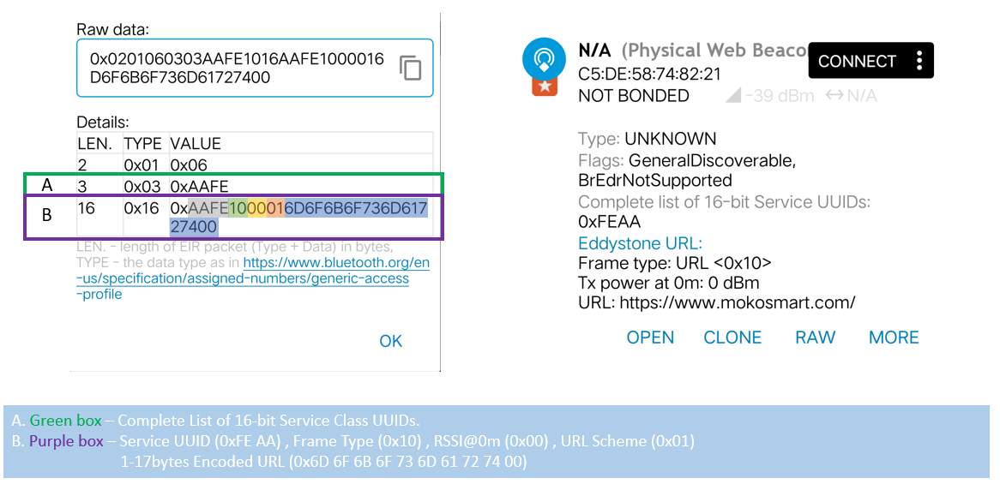 Raw data:
0x0201060303AAFE1016AAFE1000016
D6F6B6F736D61727400
Details:
LEN. TYPE VALUE
2 0x01 0x06
A 3 0x03 0xAAFE
B 16 0x16 0xAAFE1000016D6F6B6F736D617
27400
LEN. - length of EIR packet (Type + Data) in bytes,
TYPE - the data type as in https://www.bluetooth.org/en
-us/specification/assigned-numbers/generic-access
-profile
OK
N/A (Physical Web Beaco
CONNECT
C5:DE:58:74:82:21
NOT BONDED -39 dBm N/A
Type: UNKNOWN
Flags: GeneralDiscoverable,
BrEdrNotSupported
Complete list of 16-bit Service UUIDs:
0xFEAA
Eddystone URL:
Frame type: URL <0x10>
Tx power at 0m: 0 dBm
URL: https://www.mokosmart.com/
OPEN CLONE RAW MORE
A. Green box – Complete List of 16-bit Service Class UUIDs.
B. Purple box – Service UUID (0xFE AA) , Frame Type (0x10) , RSSI@0m (0x00) , URL Scheme (0x01)
1-17bytes Encoded URL (0x6D 6F 6B 6F 73 6D 61 72 74 00)